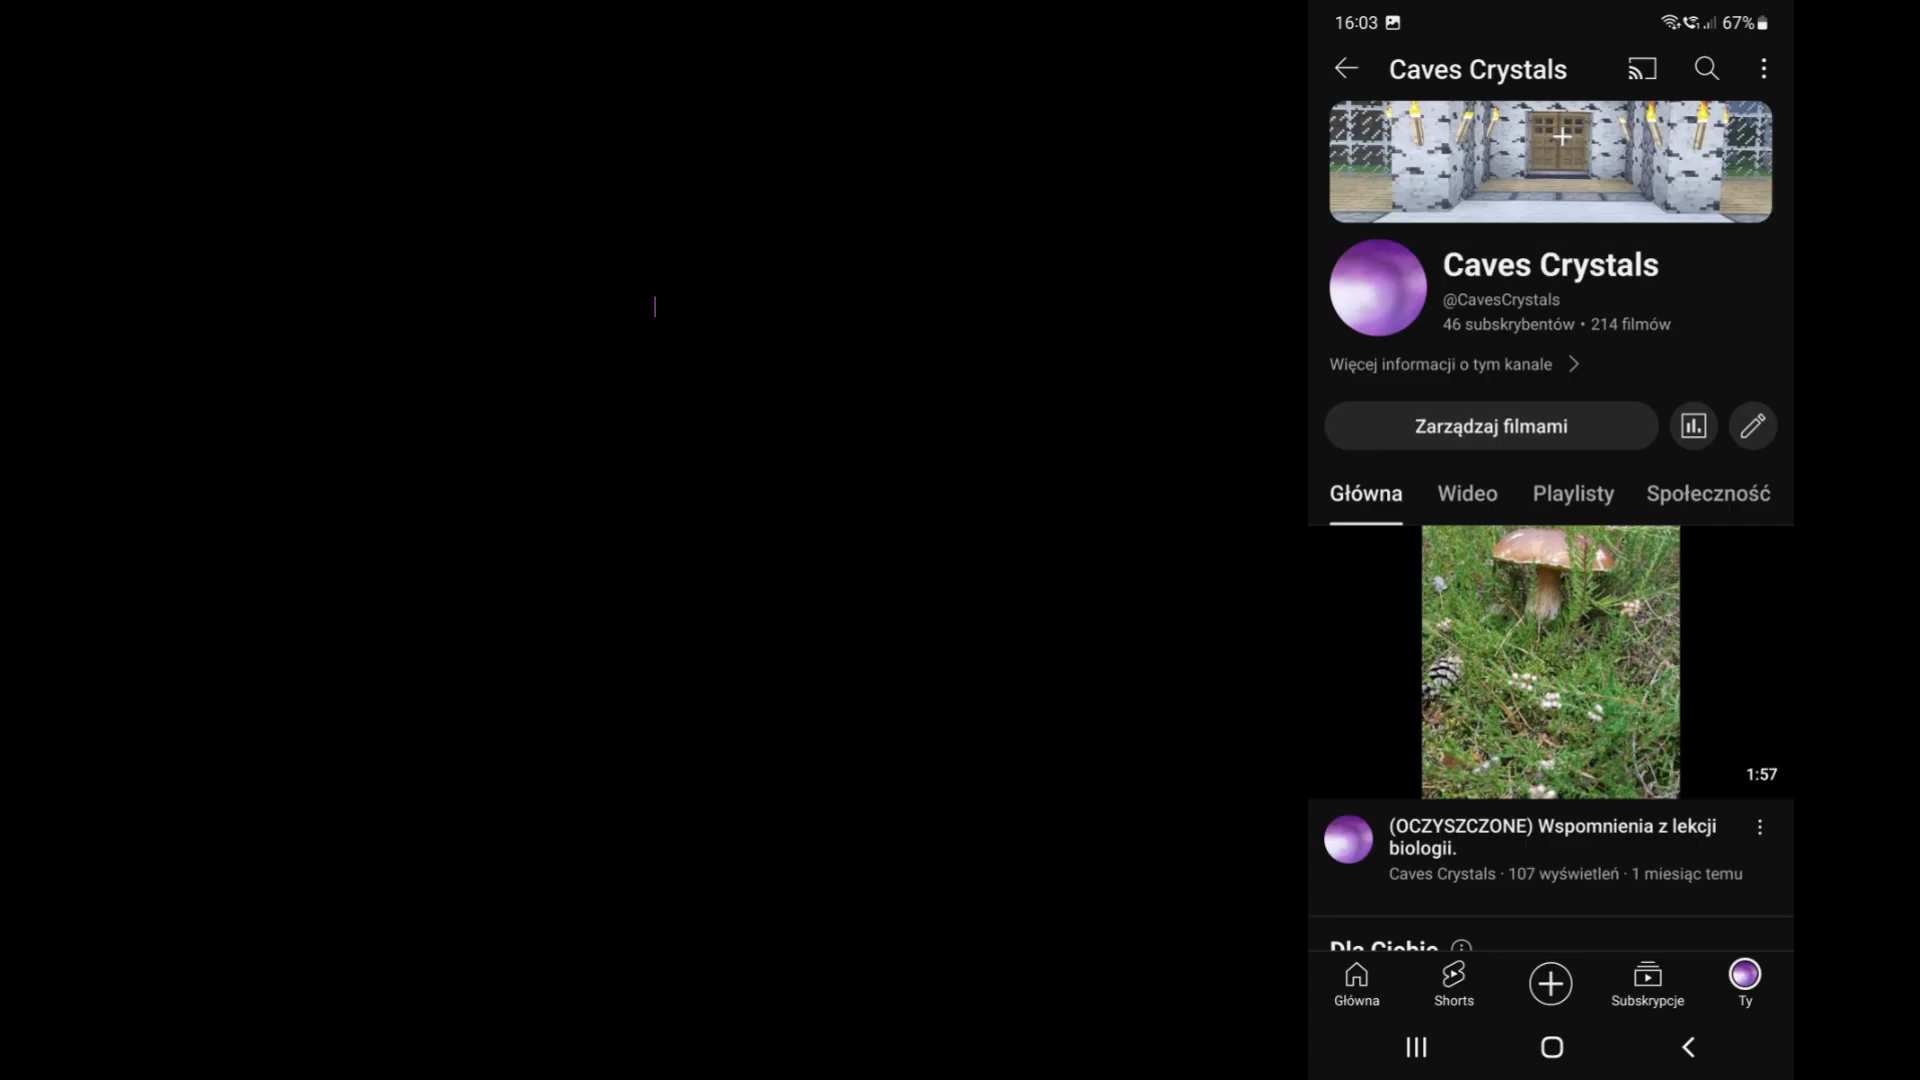 16:03
67%
Caves Crystals
Caves Crystals
@CavesCrystals
46 subskrybentów • 214 filmów
Więcej informacji o tym kanale
Zarządzaj filmami
Główna Wideo Playlisty Społeczność
1:57
(OCZYSZCZONE) Wspomnienia z lekcji
biologii.
Caves Crystals · 107 wyświetleń · 1 miesiąc temu
Dla Ciebie
Główna Shorts Subskrypcje Ty